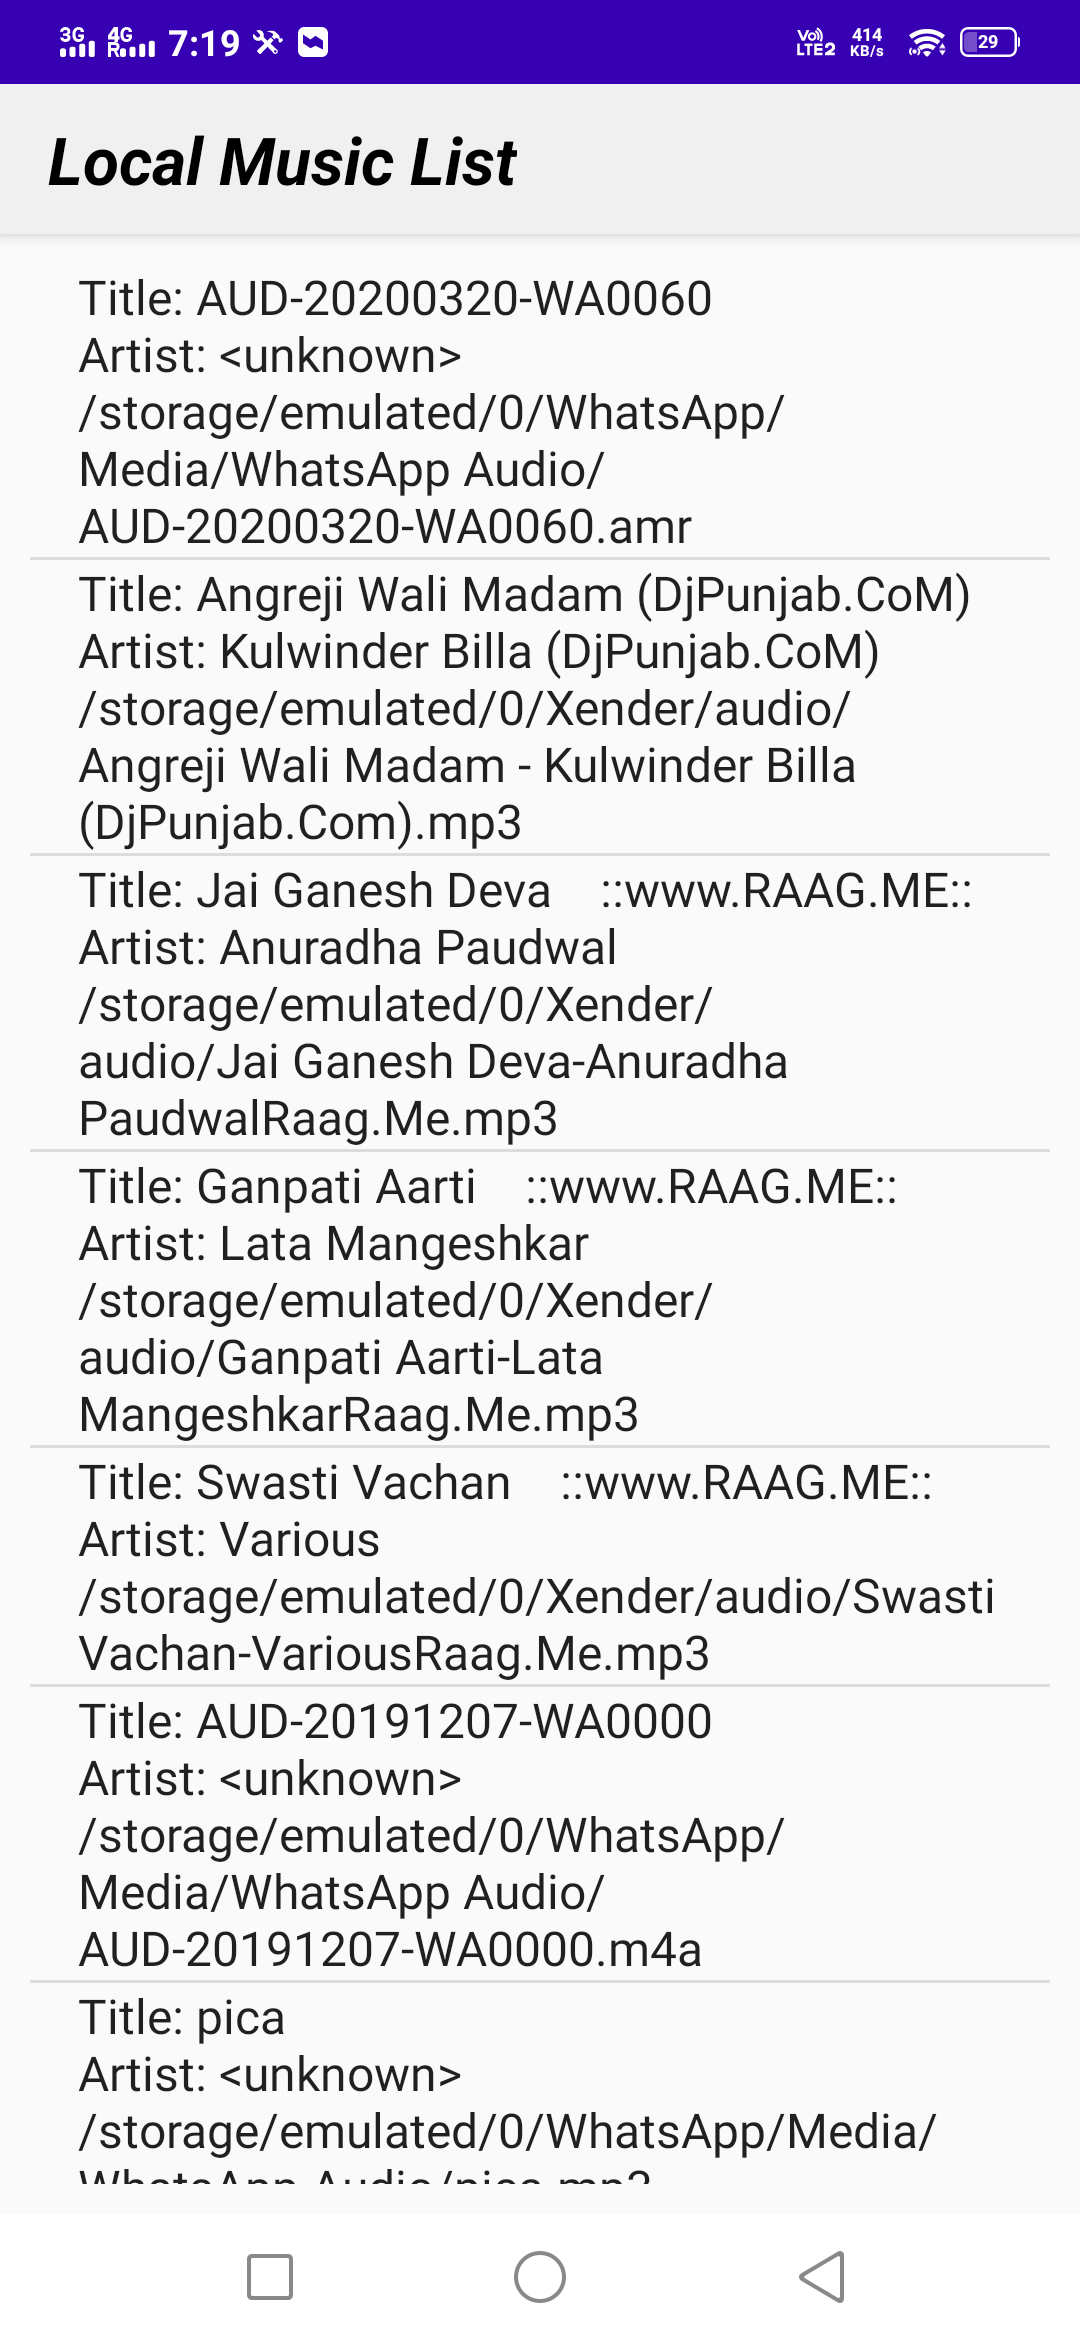 3G 4G R 7:19 Vo) LTE2 414 KB/s 29
Local Music List
Title: AUD-20200320-WA0060
Artist: <unknown>
/storage/emulated/0/WhatsApp/
Media/WhatsApp Audio/
AUD-20200320-WA0060.amr
Title: Angreji Wali Madam (DjPunjab.CoM)
Artist: Kulwinder Billa (DjPunjab.CoM)
/storage/emulated/0/Xender/audio/
Angreji Wali Madam - Kulwinder Billa
(DjPunjab.Com).mp3
Title: Jai Ganesh Deva    ::www.RAAG.ME::
Artist: Anuradha Paudwal
/storage/emulated/0/Xender/
audio/Jai Ganesh Deva-Anuradha
PaudwalRaag.Me.mp3
Title: Ganpati Aarti    ::www.RAAG.ME::
Artist: Lata Mangeshkar
/storage/emulated/0/Xender/
audio/Ganpati Aarti-Lata
MangeshkarRaag.Me.mp3
Title: Swasti Vachan    ::www.RAAG.ME::
Artist: Various
/storage/emulated/0/Xender/audio/Swasti
Vachan-VariousRaag.Me.mp3
Title: AUD-20191207-WA0000
Artist: <unknown>
/storage/emulated/0/WhatsApp/
Media/WhatsApp Audio/
AUD-20191207-WA0000.m4a
Title: pica
Artist: <unknown>
/storage/emulated/0/WhatsApp/Media/
WhatsApp Audio/pica.mp3